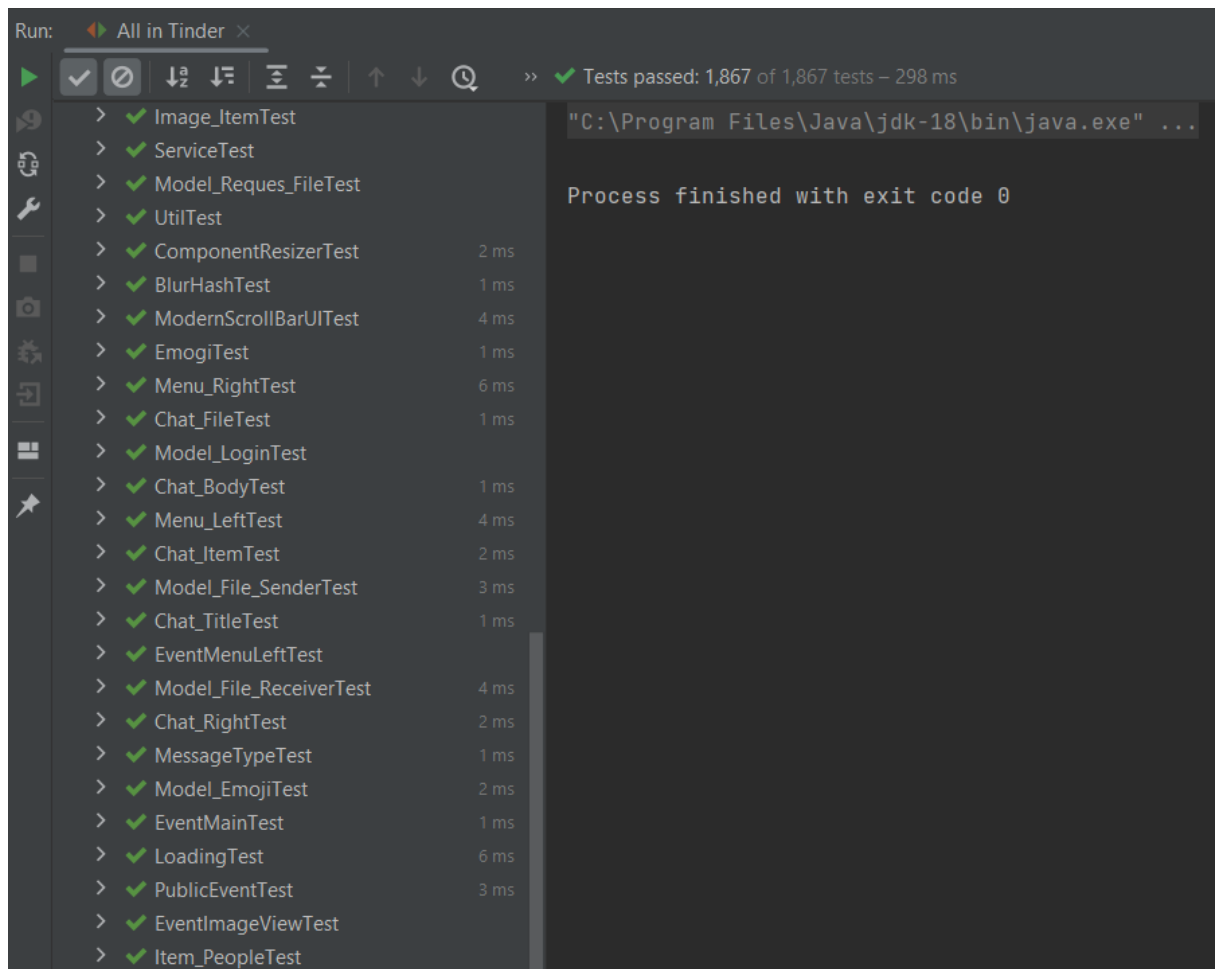 Run: All in Tinder
Tests passed: 1,867 of 1,867 tests – 298 ms
Image_ItemTest
ServiceTest
Model_Reques_FileTest
UtilTest
ComponentResizerTest 2 ms
BlurHashTest 1 ms
ModernScrollBarUITest 4 ms
EmogiTest 1 ms
Menu_RightTest 6 ms
Chat_FileTest 1 ms
Model_LoginTest
Chat_BodyTest 1 ms
Menu_LeftTest 4 ms
Chat_ItemTest 2 ms
Model_File_SenderTest 3 ms
Chat_TitleTest 1 ms
EventMenuLeftTest
Model_File_ReceiverTest 4 ms
Chat_RightTest 2 ms
MessageTypeTest 1 ms
Model_EmojiTest 2 ms
EventMainTest 1 ms
LoadingTest 6 ms
PublicEventTest 3 ms
EventImageViewTest
Item_PeopleTest
"C:\Program Files\Java\jdk-18\bin\java.exe" ...
Process finished with exit code 0